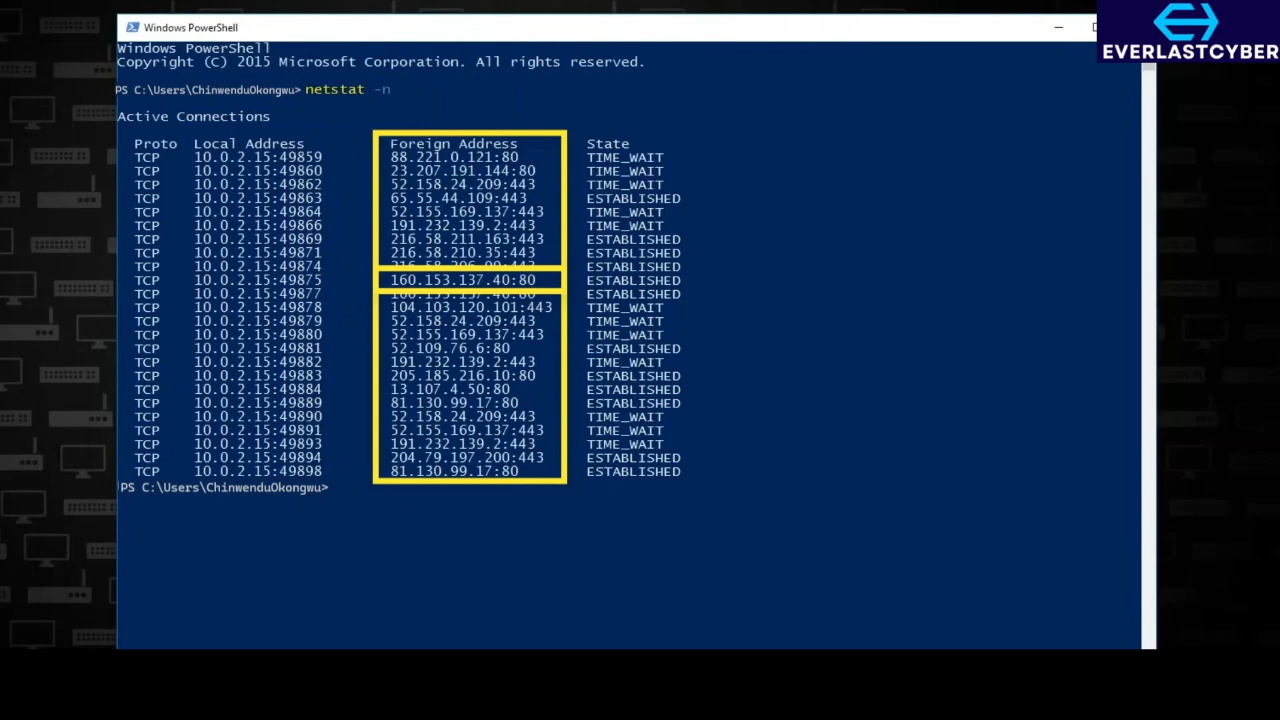 Windows PowerShell
EVERLASTCYBER
Windows PowerShell
Copyright (C) 2015 Microsoft Corporation. All rights reserved.
PS C:\Users\ChinwenduOkongwu> netstat -n
Active Connections
Proto Local Address Foreign Address State
TCP 10.0.2.15:49859 88.221.0.121:80 TIME_WAIT
TCP 10.0.2.15:49860 23.207.191.144:80 TIME_WAIT
TCP 10.0.2.15:49862 52.158.24.209:443 TIME_WAIT
TCP 10.0.2.15:49863 65.55.44.109:443 ESTABLISHED
TCP 10.0.2.15:49864 52.155.169.137:443 TIME_WAIT
TCP 10.0.2.15:49866 191.232.139.2:443 TIME_WAIT
TCP 10.0.2.15:49869 216.58.211.163:443 ESTABLISHED
TCP 10.0.2.15:49871 216.58.210.35:443 ESTABLISHED
TCP 10.0.2.15:49874 ESTABLISHED
TCP 10.0.2.15:49875 160.153.137.40:80 ESTABLISHED
TCP 10.0.2.15:49877 ESTABLISHED
TCP 10.0.2.15:49878 104.103.120.101:443 TIME_WAIT
TCP 10.0.2.15:49879 52.158.24.209:443 TIME_WAIT
TCP 10.0.2.15:49880 52.155.169.137:443 TIME_WAIT
TCP 10.0.2.15:49881 52.109.76.6:80 ESTABLISHED
TCP 10.0.2.15:49882 191.232.139.2:443 TIME_WAIT
TCP 10.0.2.15:49883 205.185.216.10:80 ESTABLISHED
TCP 10.0.2.15:49884 13.107.4.50:80 ESTABLISHED
TCP 10.0.2.15:49889 81.130.99.17:80 ESTABLISHED
TCP 10.0.2.15:49890 52.158.24.209:443 TIME_WAIT
TCP 10.0.2.15:49891 52.155.169.137:443 TIME_WAIT
TCP 10.0.2.15:49893 191.232.139.2:443 TIME_WAIT
TCP 10.0.2.15:49894 204.79.197.200:443 ESTABLISHED
TCP 10.0.2.15:49898 81.130.99.17:80 ESTABLISHED
PS C:\Users\ChinwenduOkongwu>